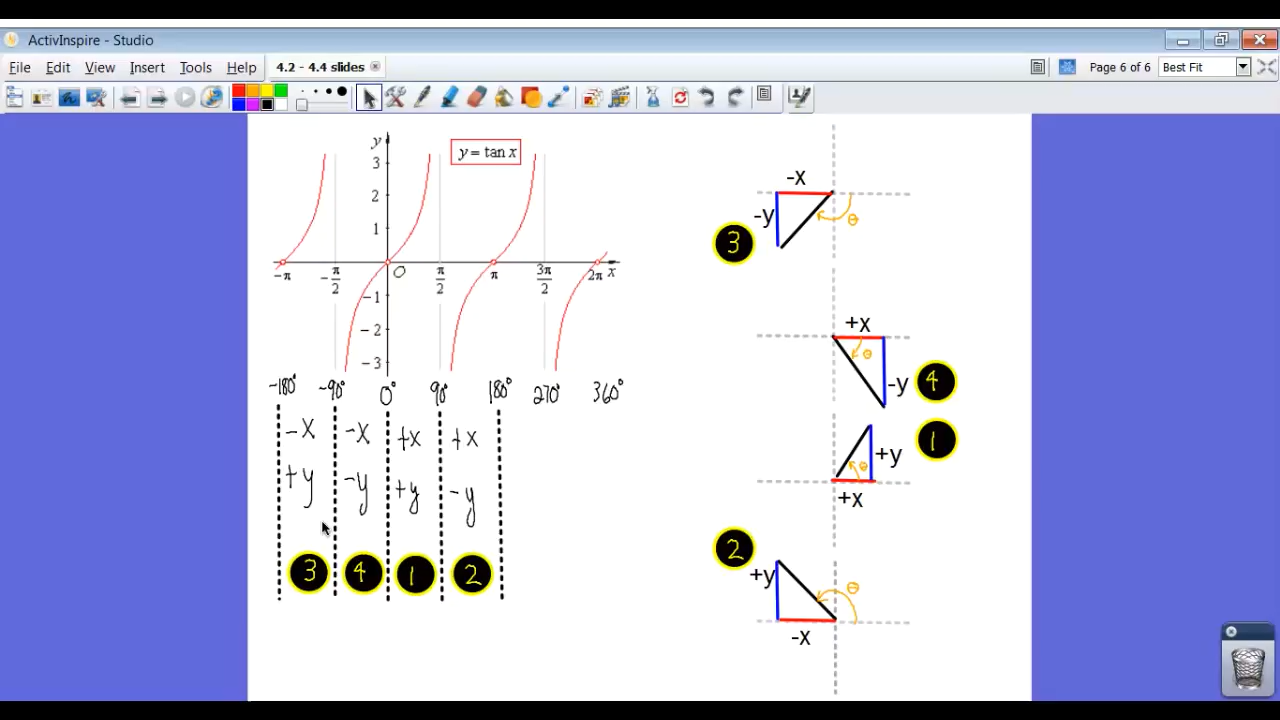 ActivInspire - Studio
File Edit View Insert Tools Help 4.2 - 4.4 slides Page 6 of 6 Best Fit
y
y = tan x
3
2
1
-π -π/2 O π/2 π 3π/2 2π x
-1
-2
-3
-180° -90° 0° 90° 180° 270° 360°
-x -x +x +x
+y -y +y -y
3 4 1 2
-x
-y θ
3
+x
θ
-y 4
1
+y
θ
+x
2
+y θ
-x